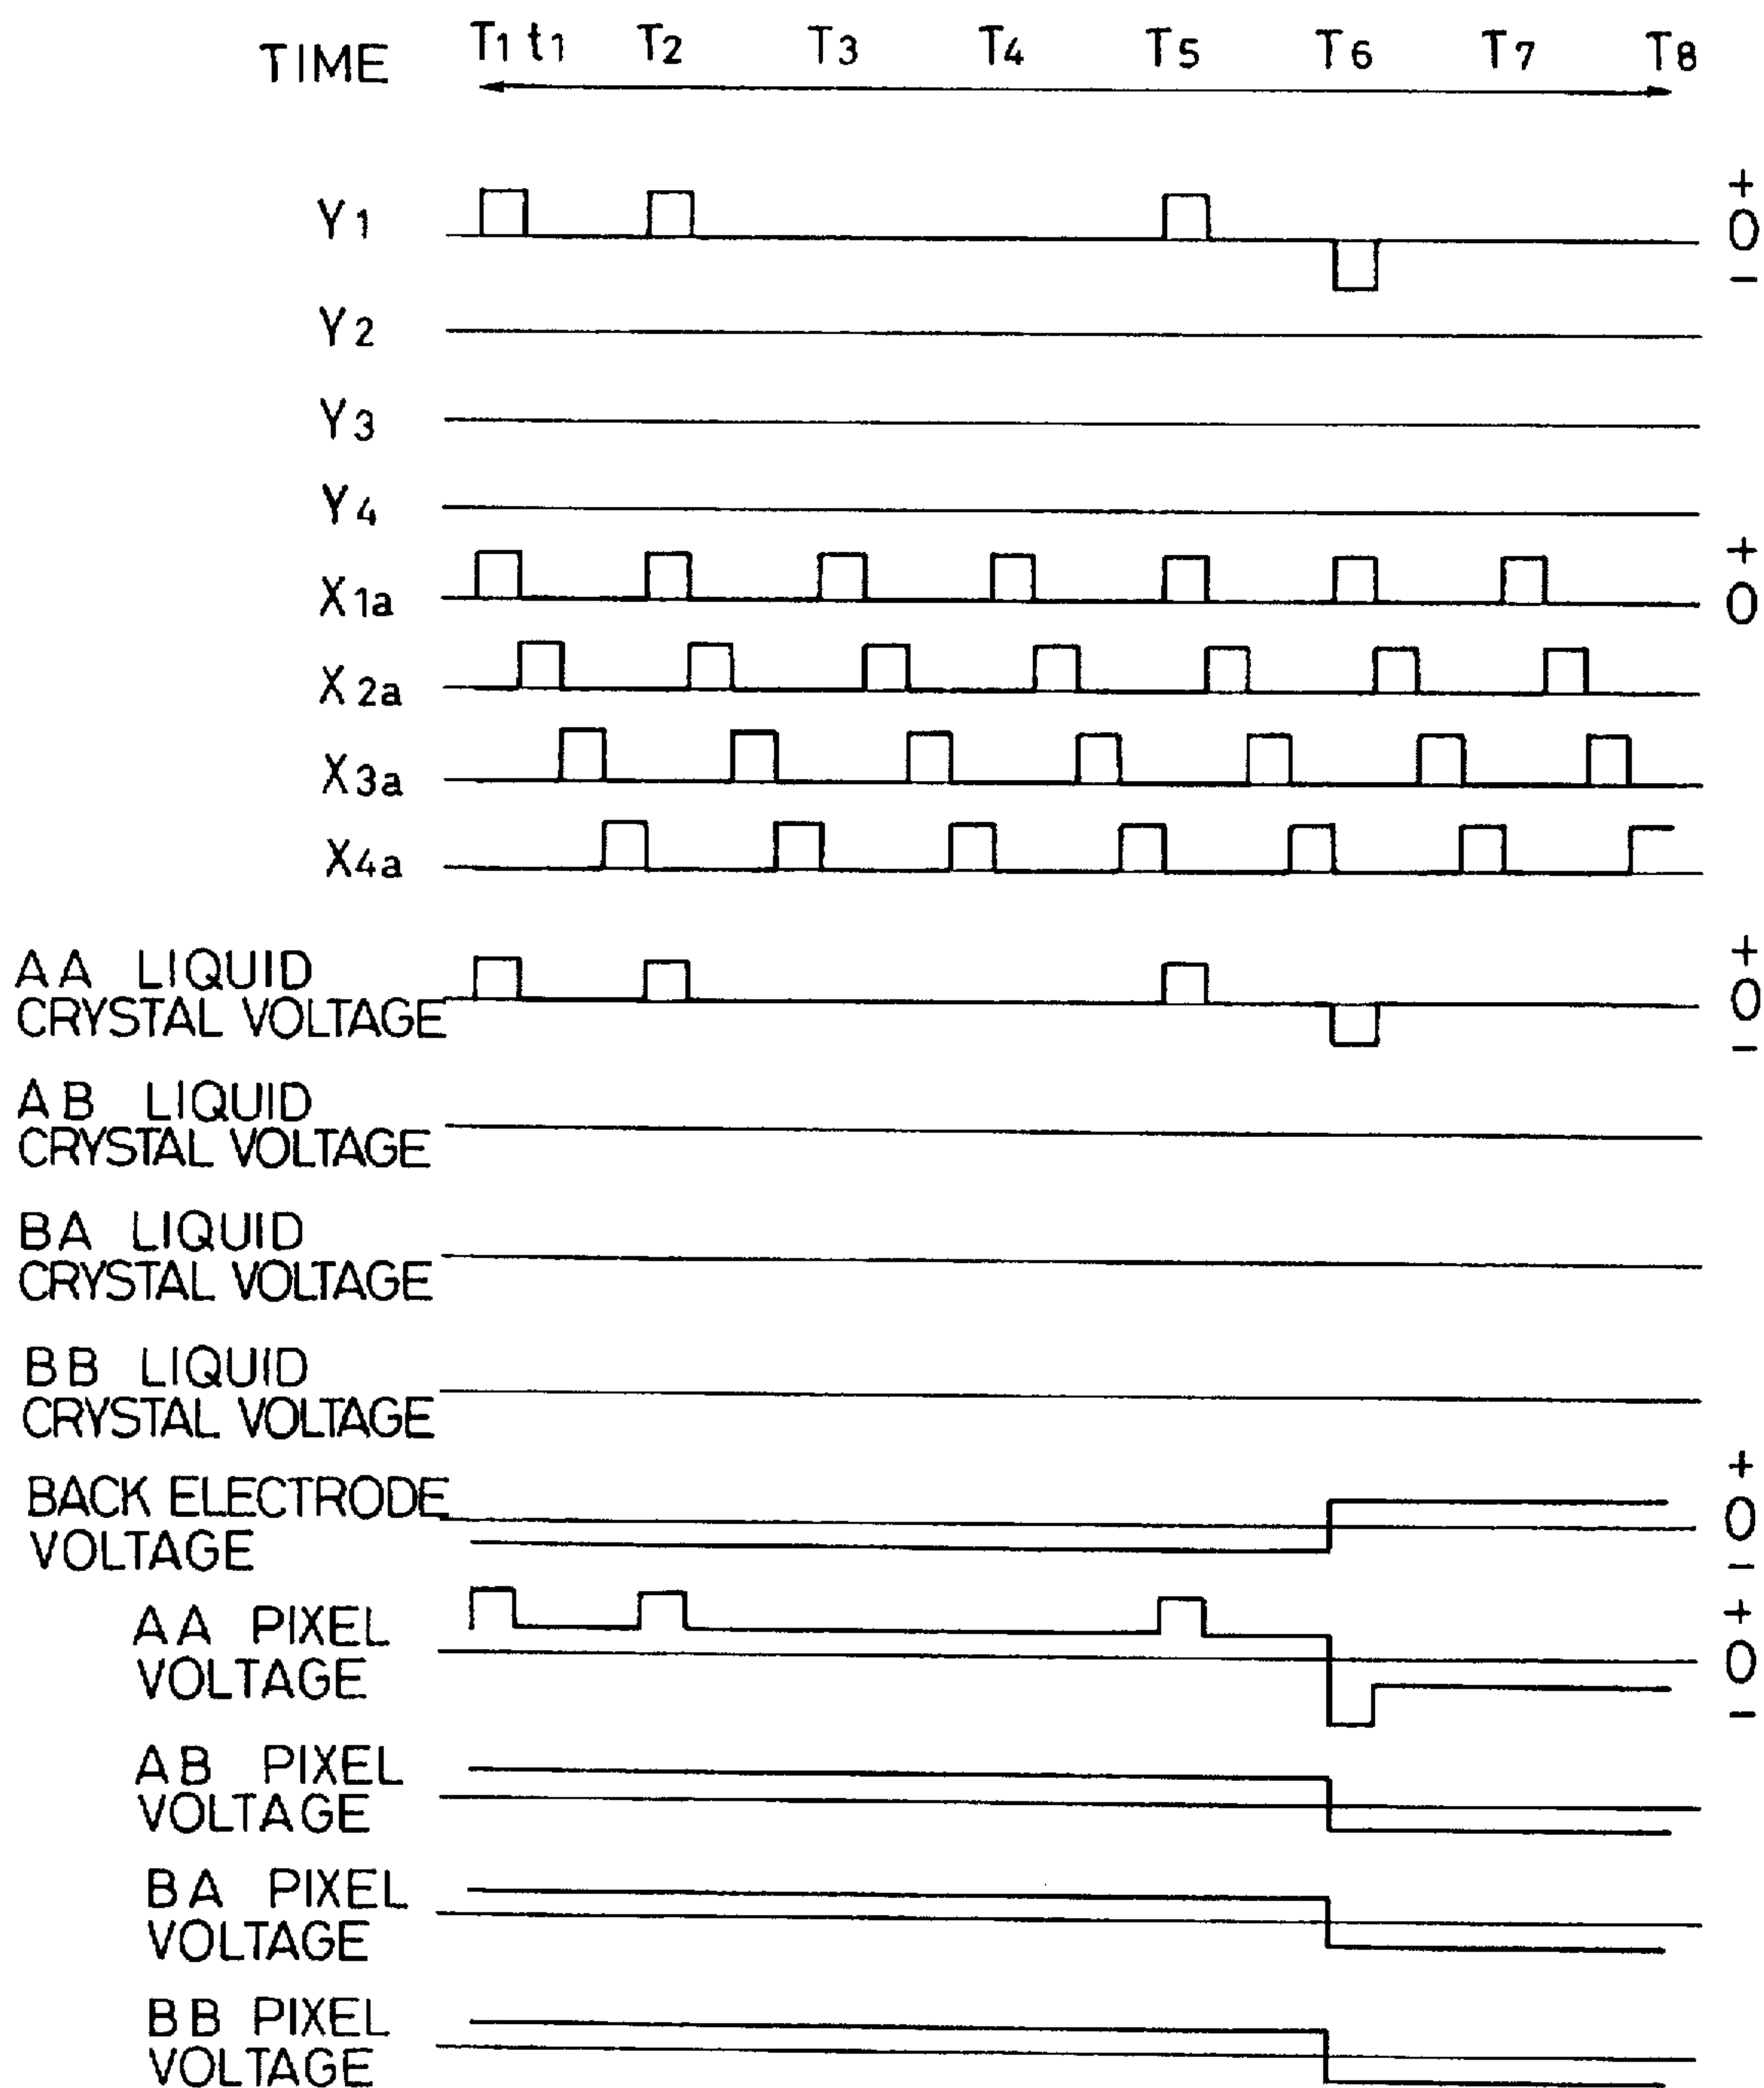 TIME T1 t1 T2 T3 T4 T5 T6 T7 T8
+
Y1 0
-
Y2
Y3
Y4
+
X1a 0
X2a
X3a
X4a
AA LIQUID +
CRYSTAL VOLTAGE 0
-
AB LIQUID
CRYSTAL VOLTAGE
BA LIQUID
CRYSTAL VOLTAGE
BB LIQUID
CRYSTAL VOLTAGE
+
BACK ELECTRODE 0
VOLTAGE -
AA PIXEL +
VOLTAGE 0
-
AB PIXEL
VOLTAGE
BA PIXEL
VOLTAGE
BB PIXEL
VOLTAGE